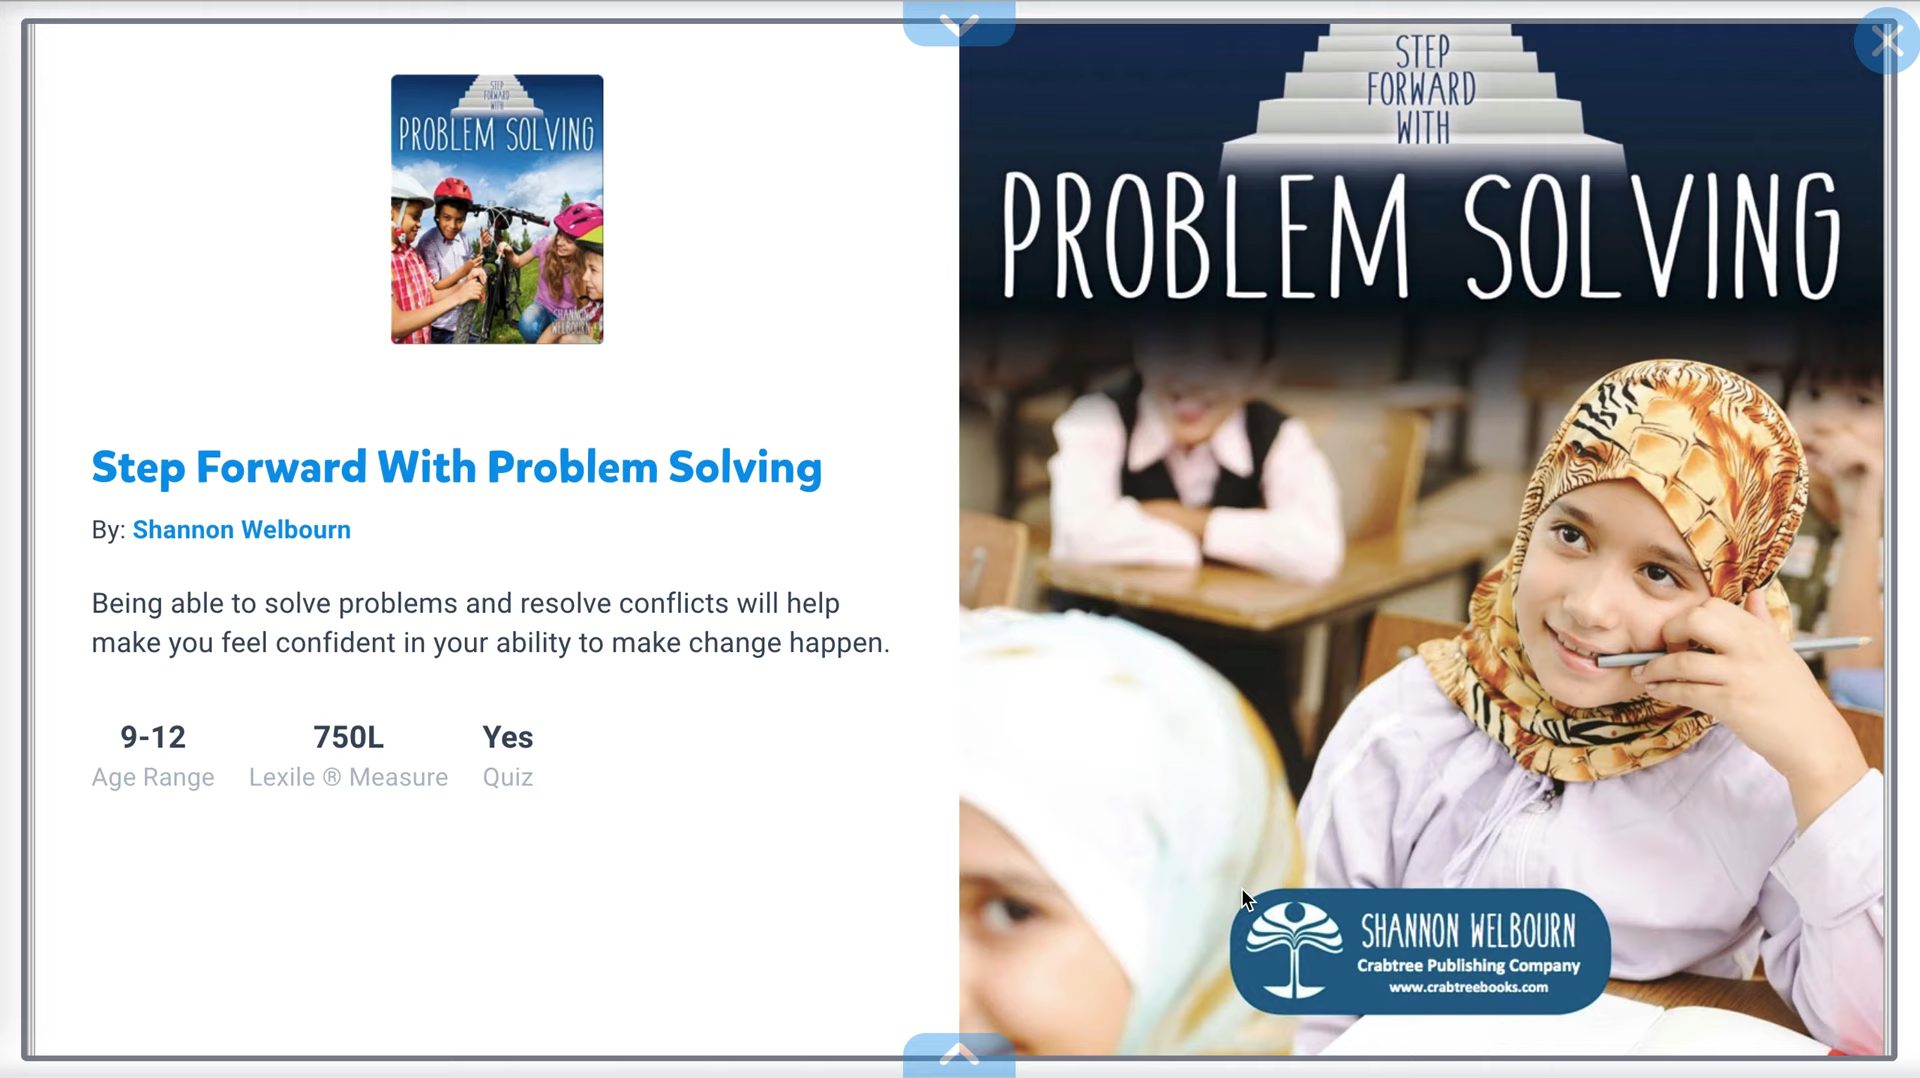 STEP
FORWARD
WITH
PROBLEM SOLVING
SHANNON
WELBOURN
Step Forward With Problem Solving
By: Shannon Welbourn
Being able to solve problems and resolve conflicts will help
make you feel confident in your ability to make change happen.
9-12 750L Yes
Age Range Lexile ® Measure Quiz
STEP
FORWARD
WITH
PROBLEM SOLVING
SHANNON WELBOURN
Crabtree Publishing Company
www.crabtreebooks.com